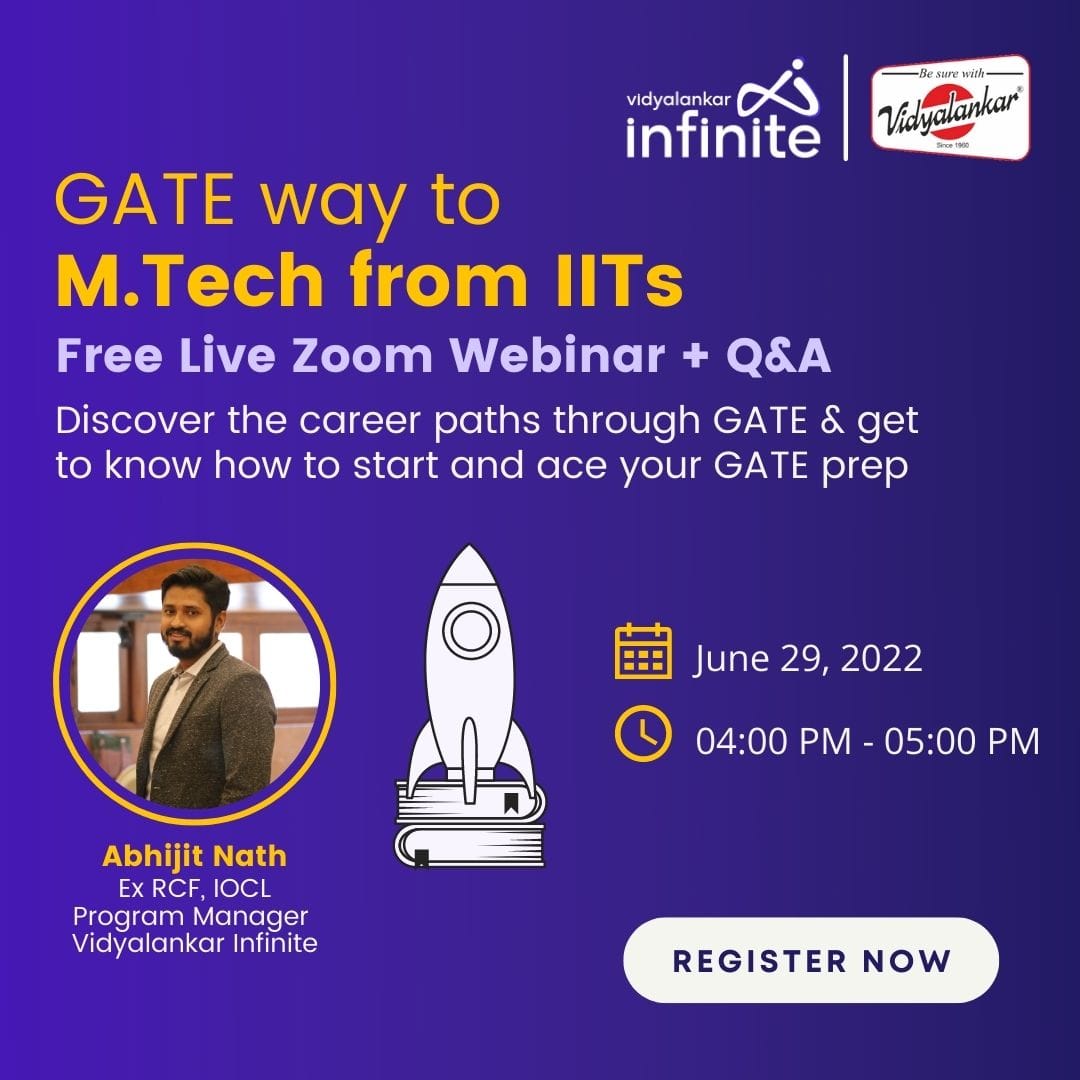 vidyalankar
infinite
Be sure with
Vidyalankar®
Since 1960
GATE way to
M.Tech from IITs
Free Live Zoom Webinar + Q&A
Discover the career paths through GATE & get
to know how to start and ace your GATE prep
June 29, 2022
04:00 PM - 05:00 PM
Abhijit Nath
Ex RCF, IOCL
Program Manager
Vidyalankar Infinite
REGISTER NOW